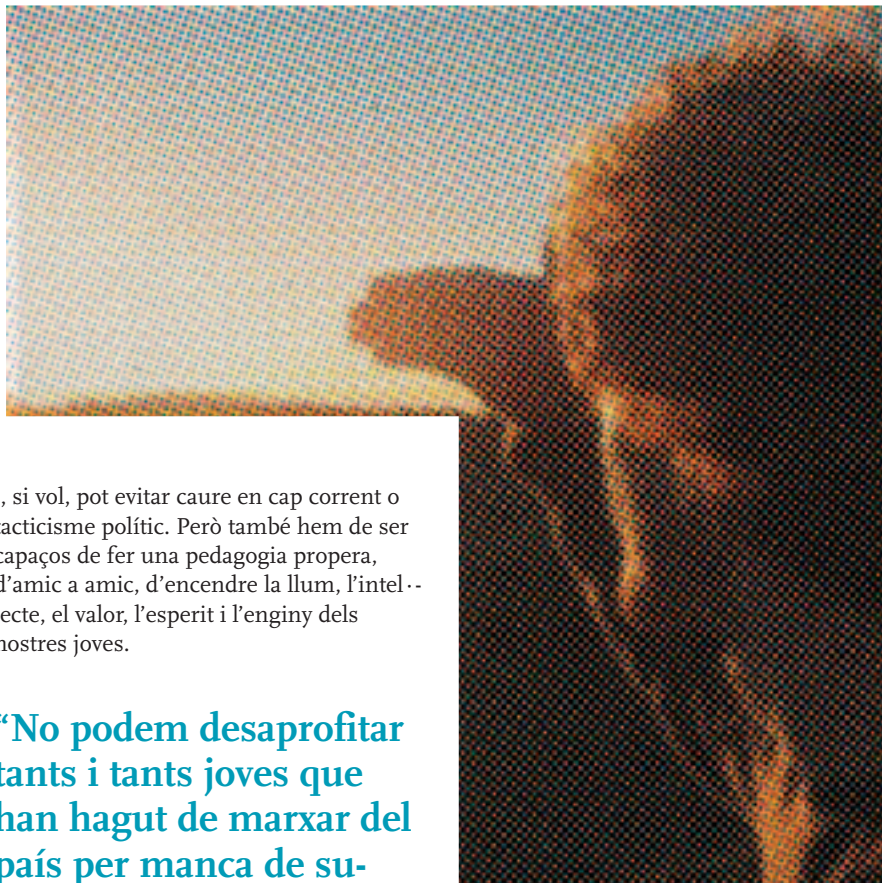 i, si vol, pot evitar caure en cap corrent o
tacticisme polític. Però també hem de ser
capaços de fer una pedagogia propera,
d’amic a amic, d’encendre la llum, l’intel·-
lecte, el valor, l’esperit i l’enginy dels
nostres joves.
“No podem desaprofitar
tants i tants joves que
han hagut de marxar del
país per manca de su-